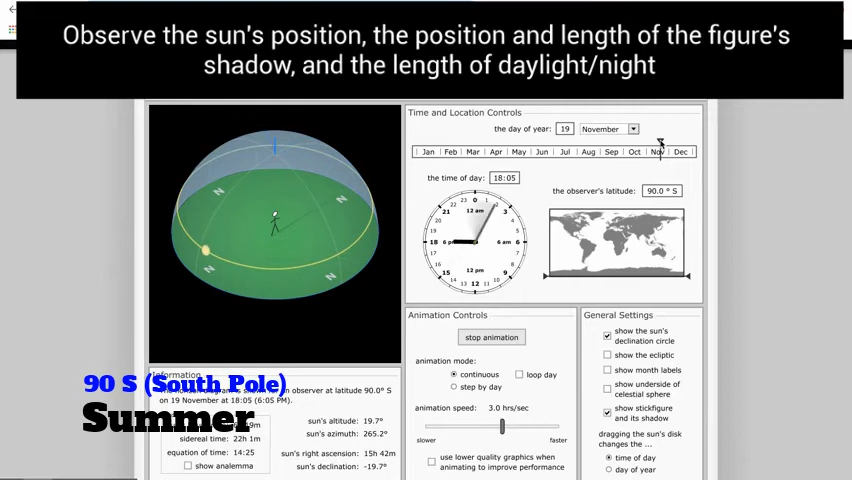 Observe the sun's position, the position and length of the figure's
shadow, and the length of daylight/night
Time and Location Controls
the day of year: 19 November
Jan Feb Mar Apr May Jun Jul Aug Sep Oct Nov Dec
the time of day: 18:05
the observer's latitude: 90.0 ° S
12 am
6 am
12 pm
N
N
N
N
Animation Controls
stop animation
animation mode:
continuous
loop day
step by day
animation speed: 3.0 hrs/sec
slower
faster
use lower quality graphics when
animating to improve performance
General Settings
show the sun's
declination circle
show the ecliptic
show month labels
show underside of
celestial sphere
show stickfigure
and its shadow
dragging the sun's disk
changes the ...
time of day
day of year
Information
90 S (South Pole)
Summer
for an observer at latitude 90.0° S
on 19 November at 18:05 (6:05 PM).
sidereal time: 22h 1m
equation of time: 14:25
show analemma
sun's altitude: 19.7°
sun's azimuth: 265.2°
sun's right ascension: 15h 42m
sun's declination: -19.7°